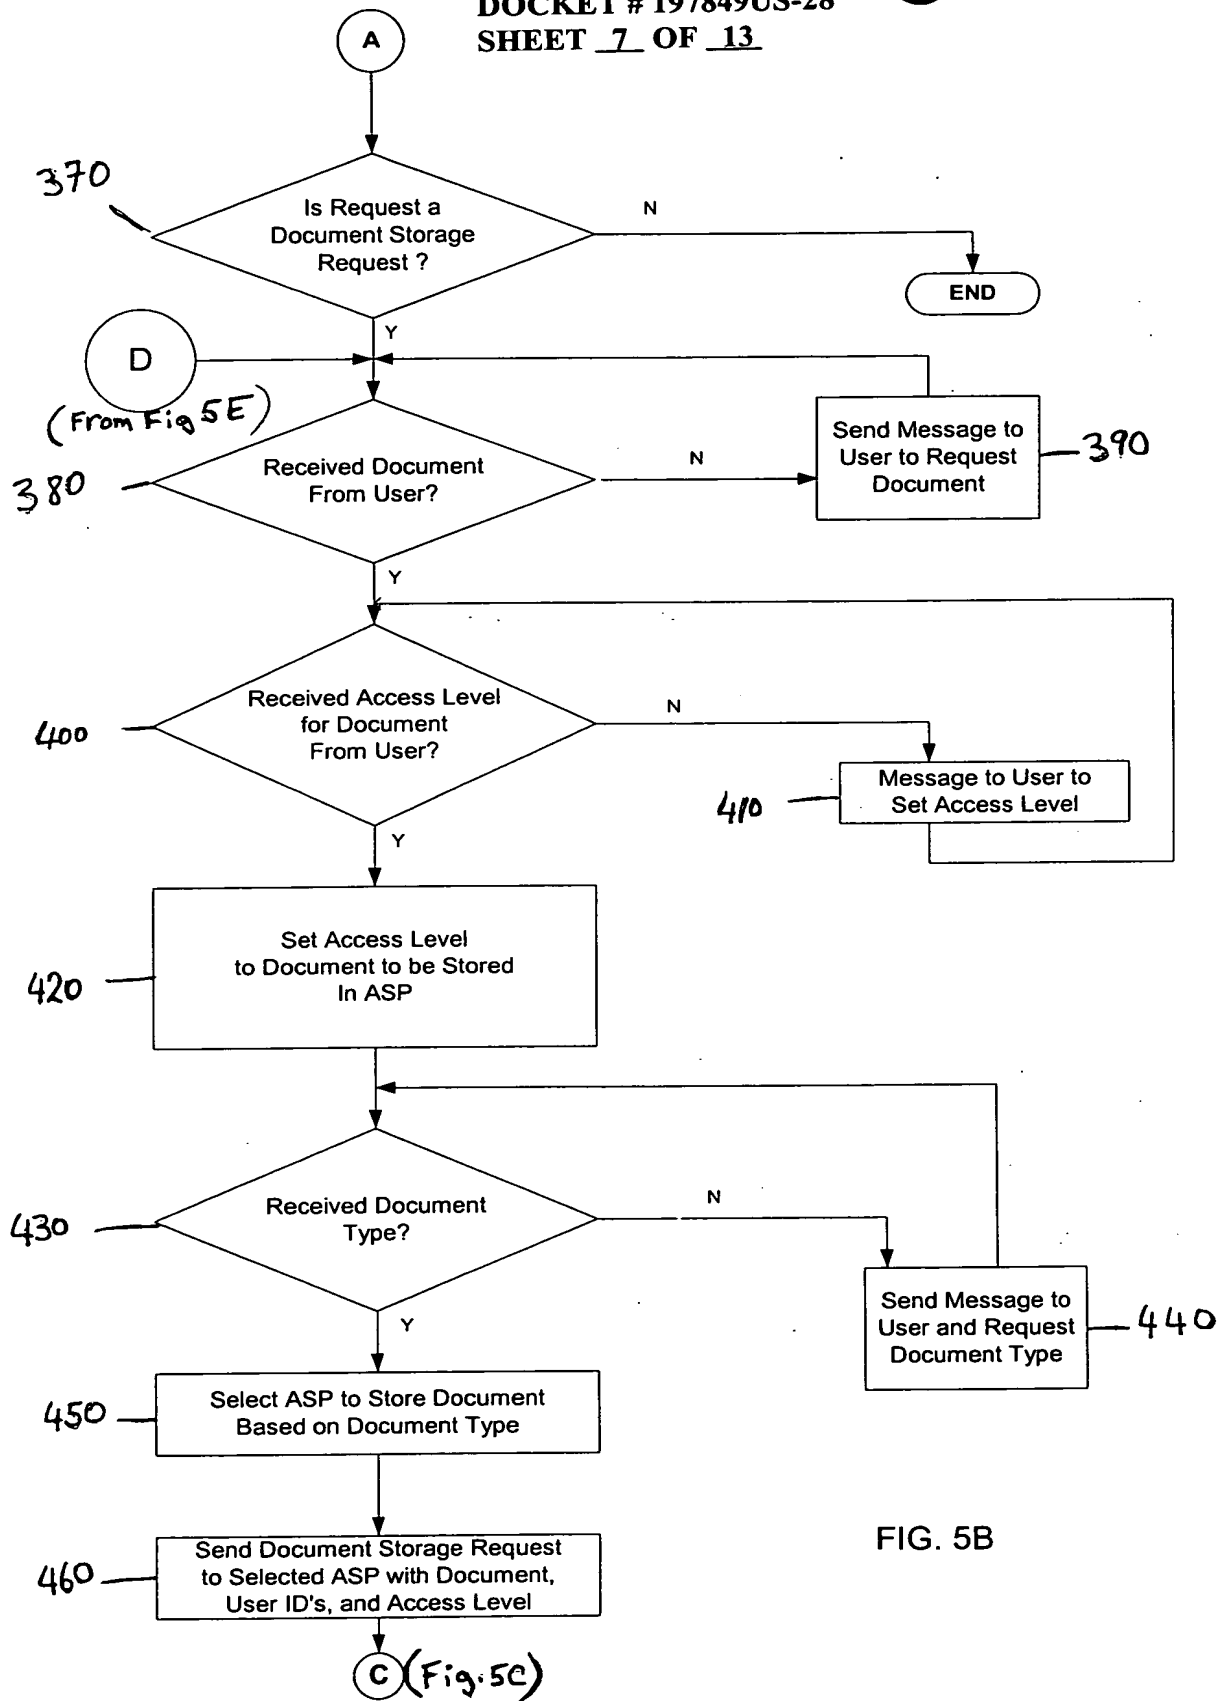 DOCKET # 197849US-28
SHEET 7 OF 13
A
370
Is Request a
Document Storage
Request ?
N
END
Y
D
(From Fig 5E)
380
Received Document
From User?
N
Send Message to
User to Request
Document
390
Y
400
Received Access Level
for Document
From User?
N
410
Message to User to
Set Access Level
Y
420
Set Access Level
to Document to be Stored
In ASP
430
Received Document
Type?
N
Send Message to
User and Request
Document Type
440
Y
450
Select ASP to Store Document
Based on Document Type
460
Send Document Storage Request
to Selected ASP with Document,
User ID's, and Access Level
FIG. 5B
C (Fig. 5C)